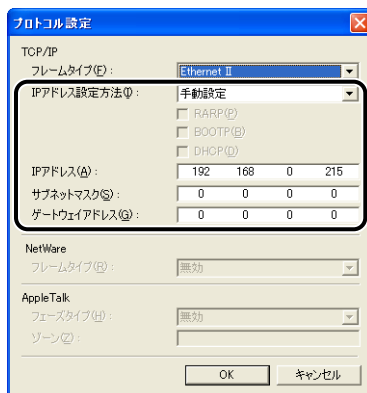 プロトコル設定
TCP/IP
フレームタイプ(F): Ethernet II
IPアドレス設定方法(I): 手動設定
RARP(P)
BOOTP(B)
DHCP(D)
IPアドレス(A): 192 168 0 215
サブネットマスク(S): 0 0 0 0
ゲートウェイアドレス(G): 0 0 0 0
NetWare
フレームタイプ(R): 無効
AppleTalk
フェーズタイプ(H): 無効
ゾーン(Z):
OK キャンセル